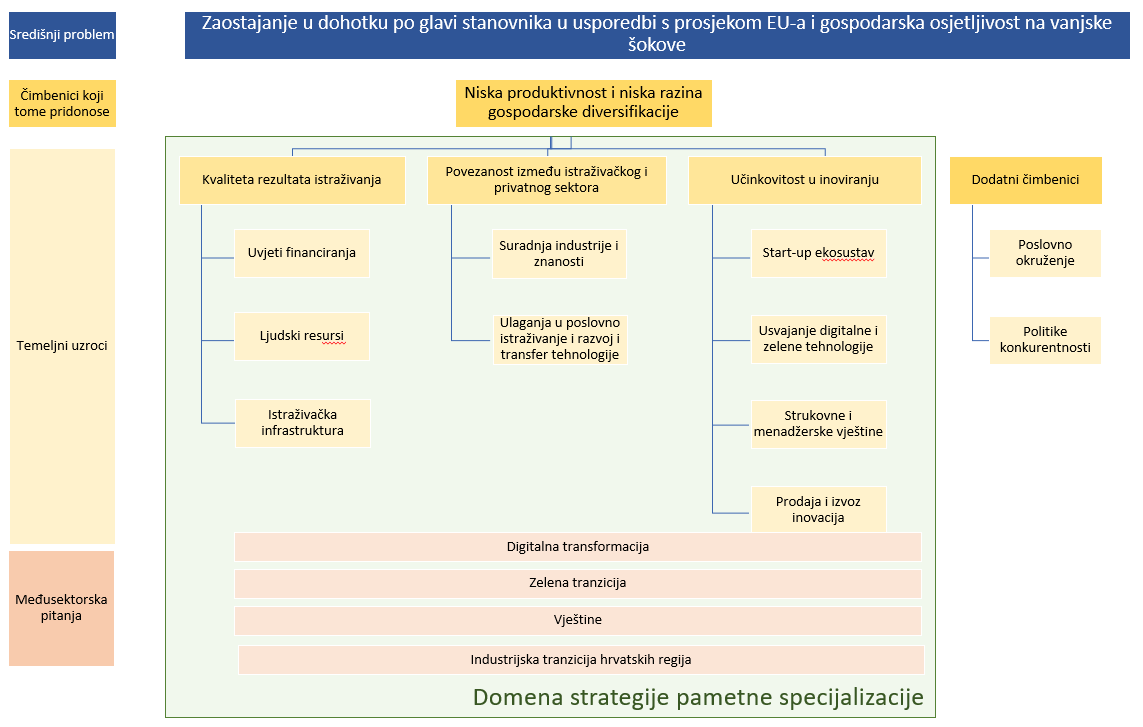 Središnji problem
Zaostajanje u dohotku po glavi stanovnika u usporedbi s prosjekom EU-a i gospodarska osjetljivost na vanjske
šokove
Čimbenici koji
tome pridonose
Niska produktivnost i niska razina
gospodarske diversifikacije
Temeljni uzroci
Kvaliteta rezultata istraživanja
Uvjeti financiranja
Ljudski resursi
Istraživačka
infrastruktura
Povezanost između istraživačkog i
privatnog sektora
Suradnja industrije i
znanosti
Ulaganja u poslovno
istraživanje i razvoj i
transfer tehnologije
Učinkovitost u inoviranju
Start-up ekosustav
Usvajanje digitalne i
zelene tehnologije
Strukovne i
menadžerske vještine
Prodaja i izvoz
inovacija
Dodatni čimbenici
Poslovno
okruženje
Politike
konkurentnosti
Međusektorska
pitanja
Digitalna transformacija
Zelena tranzicija
Vještine
Industrijska tranzicija hrvatskih regija
Domena strategije pametne specijalizacije